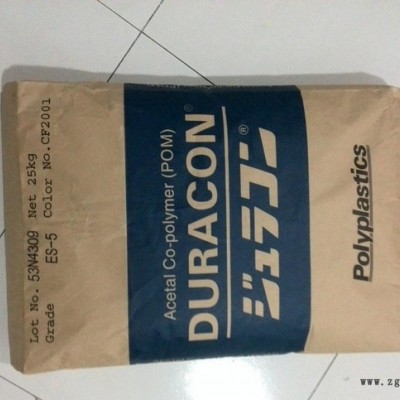 Lot No. 53N4309 Net 25kg
Grade ES-5 Color No.CF2001
Acetal Co-polymer (POM)
DURACON®
ジュラコン®
Polyplastics
www.zg